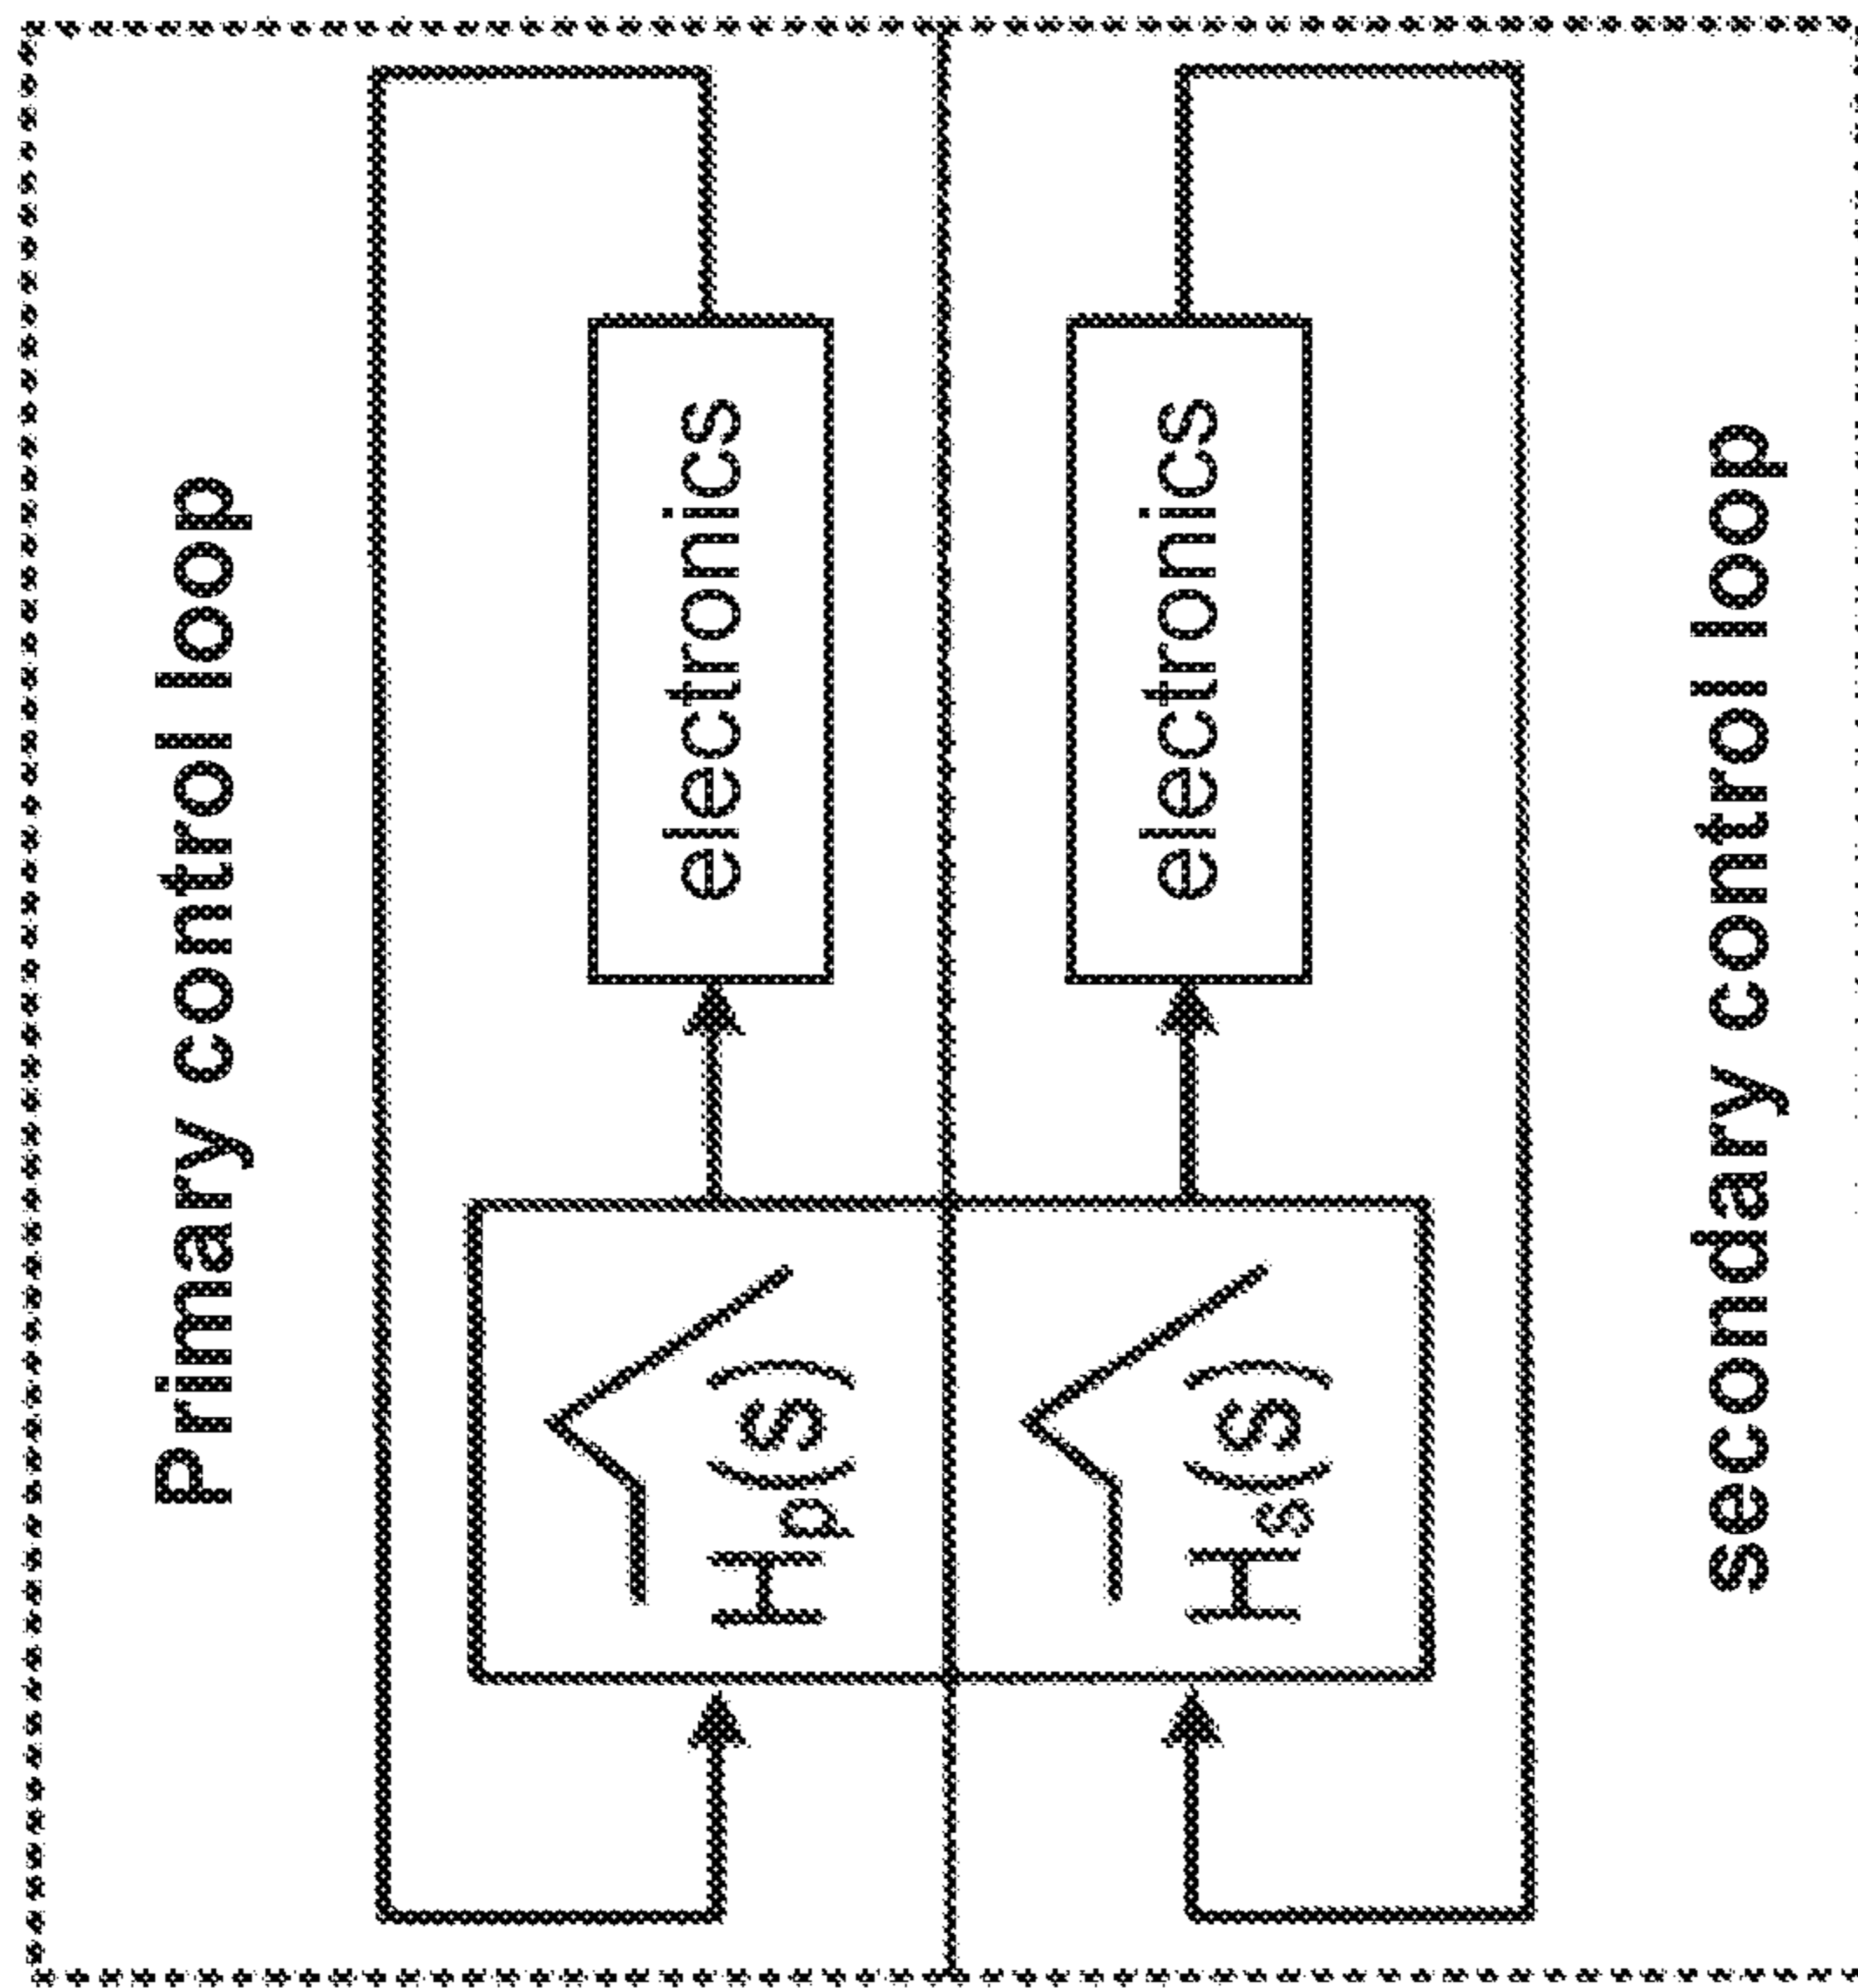 Primary control loop
Hp(s)
electronics
Hs(s)
electronics
secondary control loop